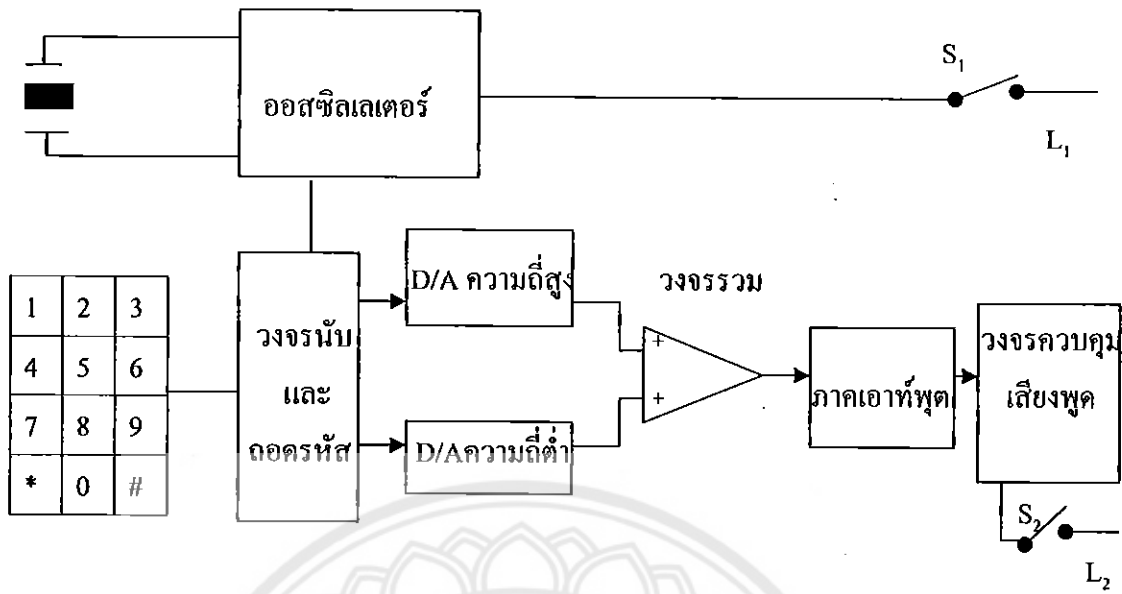 ออสซิลเลเตอร์
S₁
L₁
D/A ความถี่สูง
วงจรรวม
1 2 3
4 5 6
7 8 9
* 0 #
วงจรนับ
และ
ถอดรหัส
D/Aความถี่ต่ำ
+
+
ภาคเอาท์พุต
วงจรควบคุม
เสียงพูด
S₂
L₂